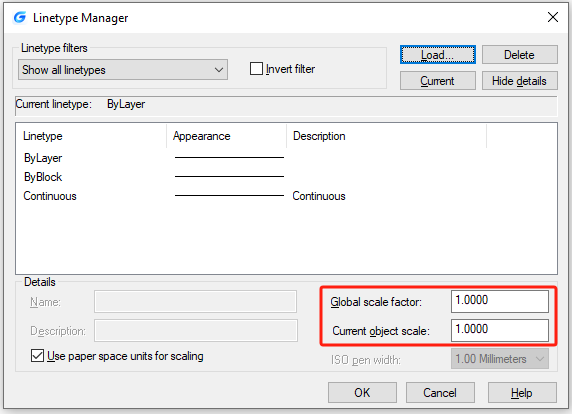 Linetype Manager
Linetype filters
Show all linetypes
Invert filter
Load...
Delete
Current
Hide details
Current linetype: ByLayer
Linetype Appearance Description
ByLayer
ByBlock
Continuous Continuous
Details
Name:
Global scale factor: 1.0000
Description:
Current object scale: 1.0000
Use paper space units for scaling
ISO pen width: 1.00 Millimeters
OK
Cancel
Help